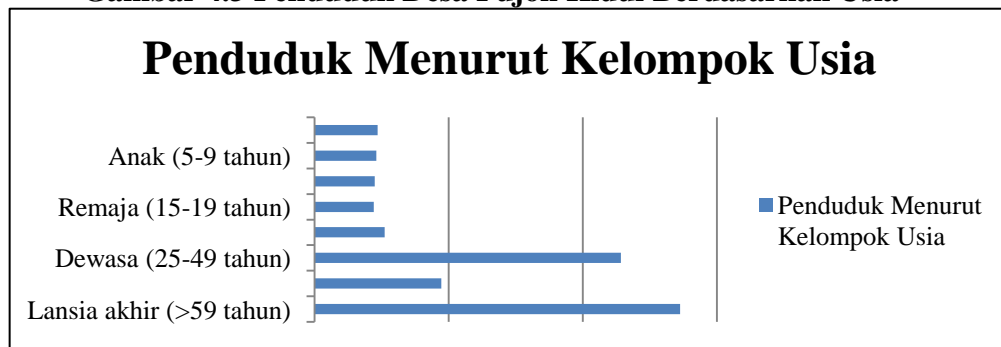 Penduduk Menurut Kelompok Usia
Anak (5-9 tahun)
Remaja (15-19 tahun)
Dewasa (25-49 tahun)
Lansia akhir (>59 tahun)
Penduduk Menurut
Kelompok Usia